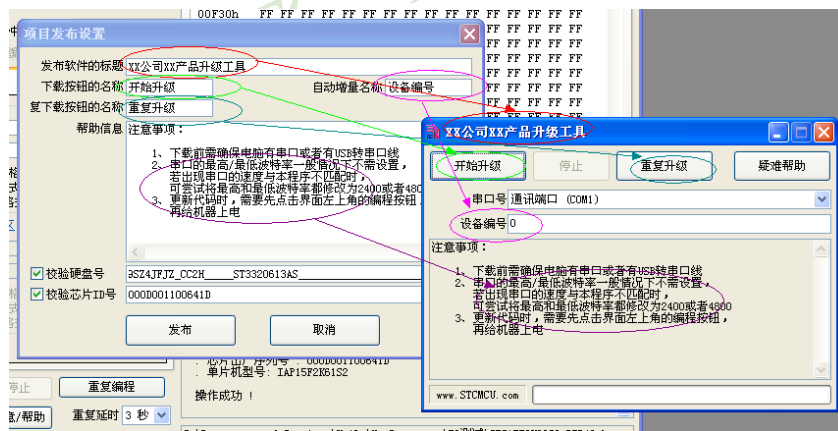 00F30h FF FF FF FF FF FF FF FF FF FF FF FF FF FF FF FF
项目发布设置
发布软件的标题 XX公司XX产品升级工具
下载按钮的名称 开始升级 自动增量名称 设备编号
复下载按钮的名称 重复升级
帮助信息 注意事项：
1、下载前需确保电脑有串口或者有USB转串口线
2、串口的最高/最低波特率一般情况下不需设置，
若出现串口的速度与本程序不匹配时，
可尝试将最高和最低波特率都修改为2400或者480
3、更新代码时，需要先点击界面左上角的编程按钮，
再给机器上电
校验硬盘号 3SZ4JFJZ_CC2H_____ST3320613AS
校验芯片ID号 000D001100641D
发布 取消
XX公司XX产品升级工具
开始升级 停止 重复升级 疑难帮助
串口号 通讯端口 (COM1)
设备编号 0
注意事项：
1、下载前需确保电脑有串口或者有USB转串口线
2、串口的最高/最低波特率一般情况下不需设置，
若出现串口的速度与本程序不匹配时，
可尝试将最高和最低波特率都修改为2400或者4800
3、更新代码时，需要先点击界面左上角的编程按钮，
再给机器上电
www.STCMCU.com
芯片出厂序列号 : 000D001100641D
. 单片机型号: IAP15F2K61S2
操作成功 !
停止 重复编程
/帮助 重复延时 3 秒